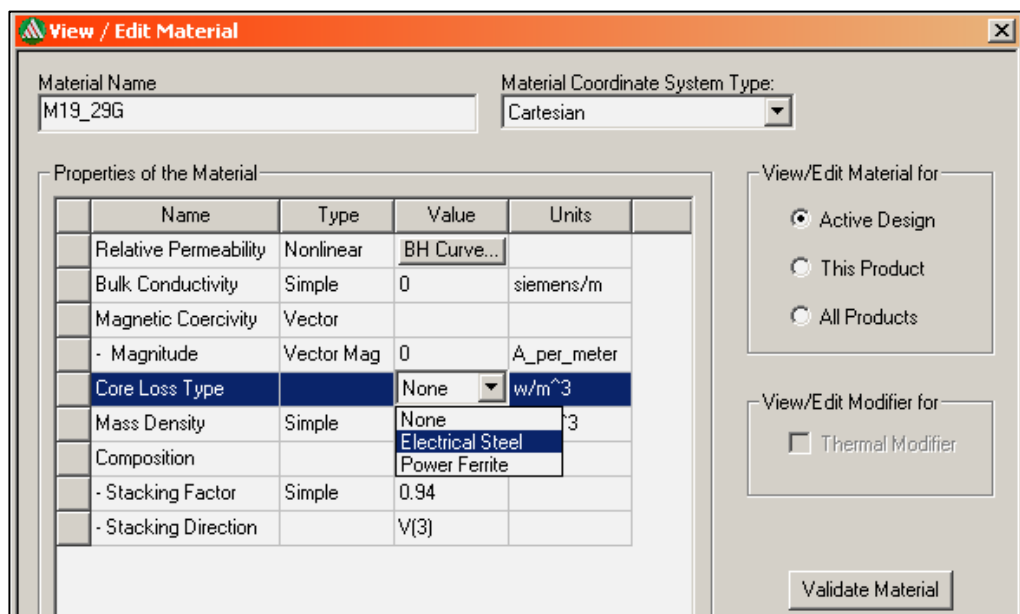 View / Edit Material
Material Name
Material Coordinate System Type:
M19_29G
Cartesian
Properties of the Material
Name Type Value Units
Relative Permeability Nonlinear BH Curve...
Bulk Conductivity Simple 0 siemens/m
Magnetic Coercivity Vector
- Magnitude Vector Mag 0 A_per_meter
Core Loss Type None w/m^3
Mass Density Simple ^3
None
Electrical Steel
Power Ferrite
Composition
- Stacking Factor Simple 0.94
- Stacking Direction V(3)
View/Edit Material for
Active Design
This Product
All Products
View/Edit Modifier for
Thermal Modifier
Validate Material